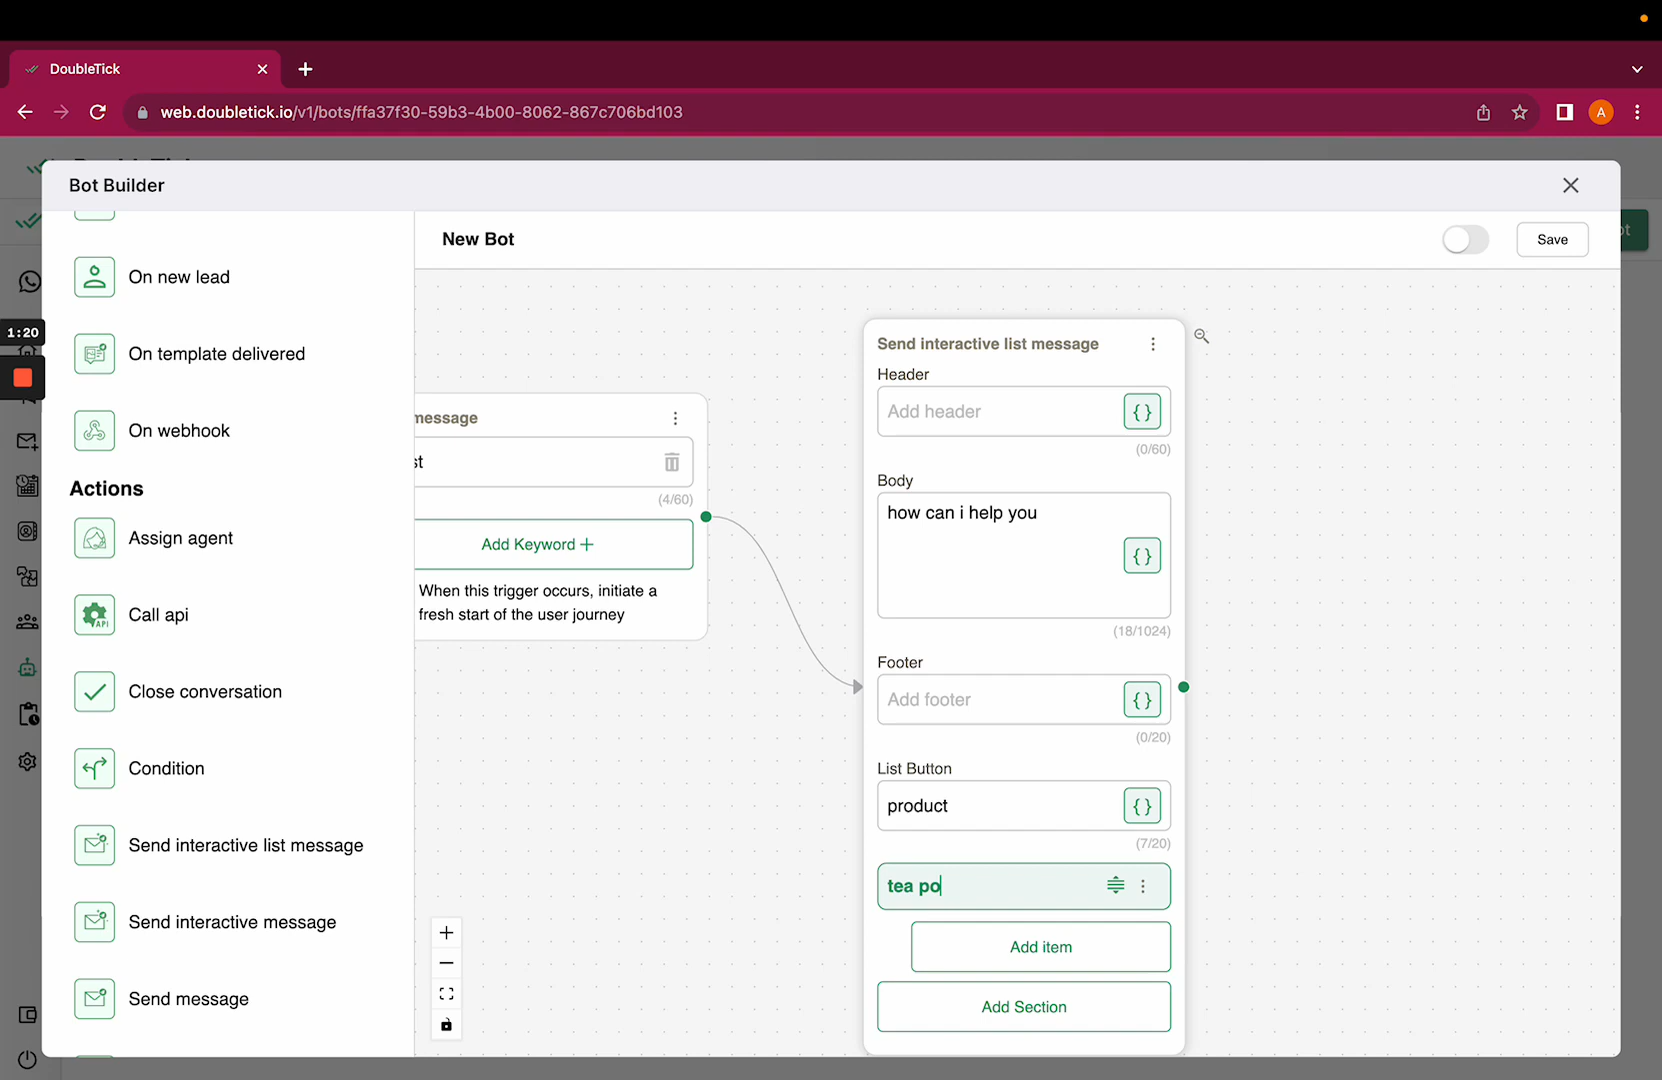 DoubleTick
web.doubletick.io/v1/bots/ffa37f30-59b3-4b00-8062-867c706bd103
A
Bot Builder
New Bot
Save
On new lead
1:20
On template delivered
On webhook
Actions
Assign agent
API
Call api
Close conversation
Condition
Send interactive list message
Send interactive message
Send message
message
st
(4/60)
Add Keyword +
When this trigger occurs, initiate a
fresh start of the user journey
Send interactive list message
Header
Add header
{ }
(0/60)
Body
how can i help you
{ }
(18/1024)
Footer
Add footer
{ }
(0/20)
List Button
product
{ }
(7/20)
tea po
Add item
Add Section